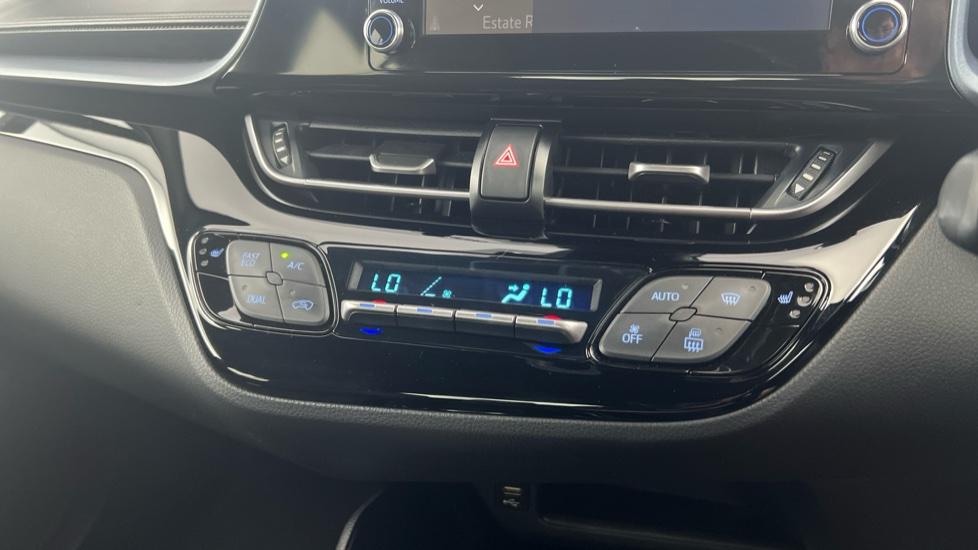 VOLUME
Estate R
FAST
ECO
A/C
DUAL
LO
LO
AUTO
OFF